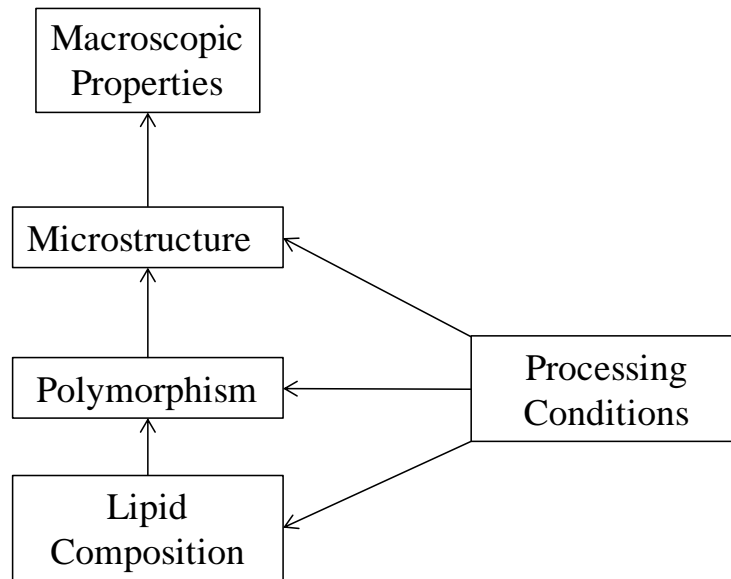 Macroscopic
Properties
Microstructure
Polymorphism
Processing
Conditions
Lipid
Composition